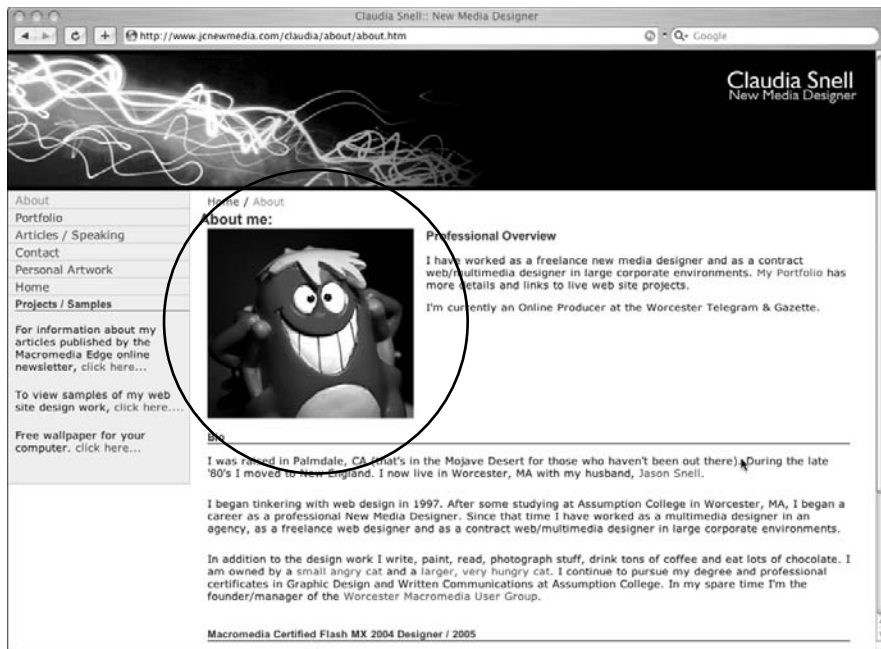 Claudia Snell:: New Media Designer
http://www.jcnewmedia.com/claudia/about/about.htm
Google
Claudia Snell
New Media Designer
About
Portfolio
Articles / Speaking
Contact
Personal Artwork
Home
Projects / Samples
For information about my
articles published by the
Macromedia Edge online
newsletter, click here...
To view samples of my web
site design work, click here....
Free wallpaper for your
computer. click here...
Home / About
About me:
Professional Overview
I have worked as a freelance new media designer and as a contract
web/multimedia designer in large corporate environments. My Portfolio has
more details and links to live web site projects.
I'm currently an Online Producer at the Worcester Telegram & Gazette.
Bio
I was raised in Palmdale, CA (that's in the Mojave Desert for those who haven't been out there). During the late
'80's I moved to New England. I now live in Worcester, MA with my husband, Jason Snell.
I began tinkering with web design in 1997. After some studying at Assumption College in Worcester, MA, I began a
career as a professional New Media Designer. Since that time I have worked as a multimedia designer in an
agency, as a freelance web designer and as a contract web/multimedia designer in large corporate environments.
In addition to the design work I write, paint, read, photograph stuff, drink tons of coffee and eat lots of chocolate. I
am owned by a small angry cat and a larger, very hungry cat. I continue to pursue my degree and professional
certificates in Graphic Design and Written Communications at Assumption College. In my spare time I'm the
founder/manager of the Worcester Macromedia User Group.
Macromedia Certified Flash MX 2004 Designer / 2005